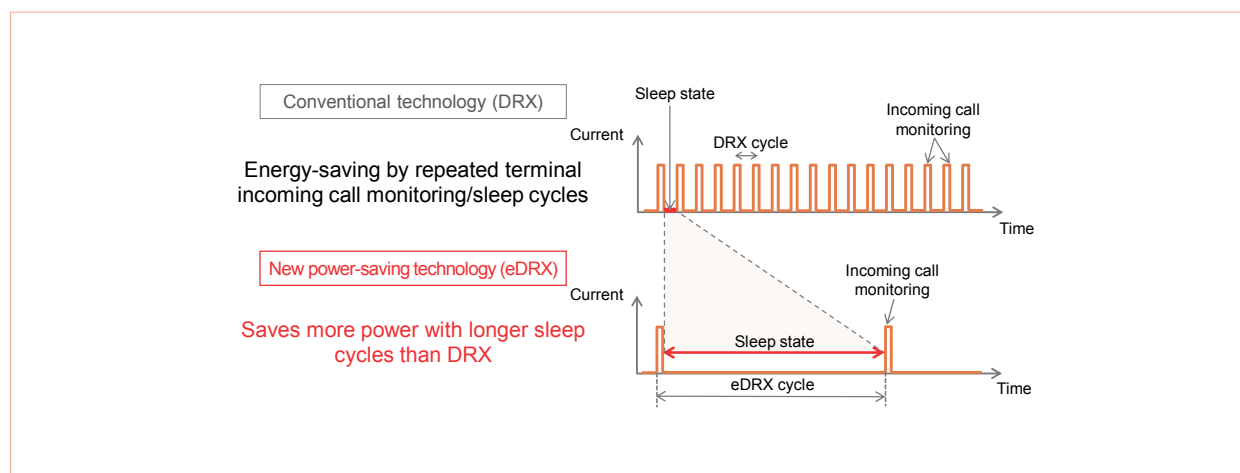 Conventional technology (DRX)
Energy-saving by repeated terminal
incoming call monitoring/sleep cycles
Sleep state
Current
DRX cycle
Incoming call
monitoring
Time
New power-saving technology (eDRX)
Saves more power with longer sleep
cycles than DRX
Current
Incoming call
monitoring
Sleep state
eDRX cycle
Time